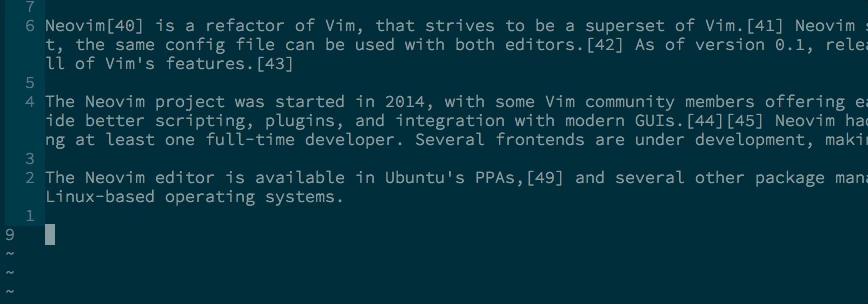 7
6 Neovim[40] is a refactor of Vim, that strives to be a superset of Vim.[41] Neovim
t, the same config file can be used with both editors.[42] As of version 0.1, rele
ll of Vim's features.[43]
5
4 The Neovim project was started in 2014, with some Vim community members offering ea
ide better scripting, plugins, and integration with modern GUIs.[44][45] Neovim had
ng at least one full-time developer. Several frontends are under development, makin
3
2 The Neovim editor is available in Ubuntu's PPAs,[49] and several other package mana
Linux-based operating systems.
1
9
~
~
~